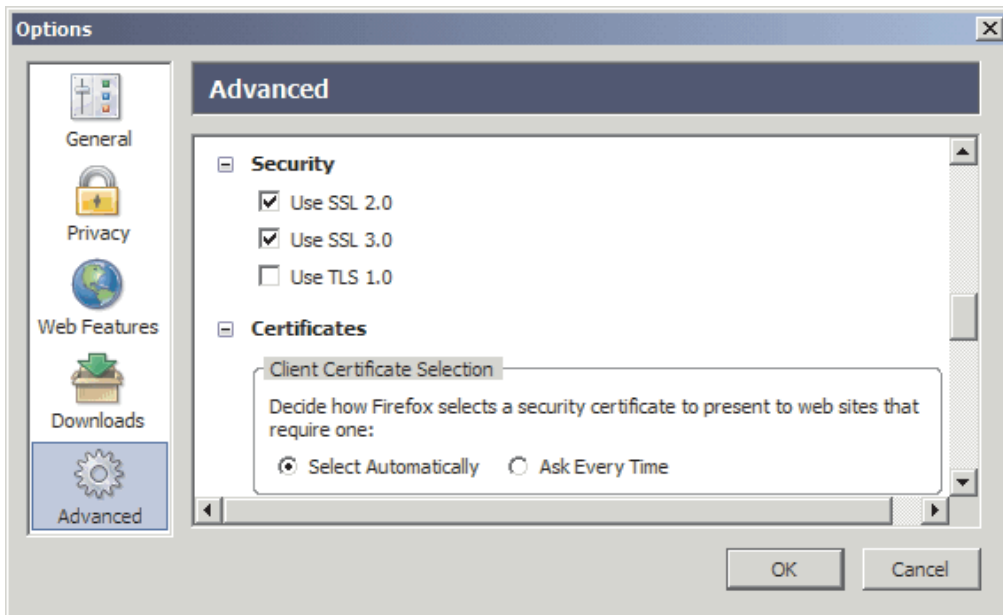 Options
General
Privacy
Web Features
Downloads
Advanced
Advanced
Security
Use SSL 2.0
Use SSL 3.0
Use TLS 1.0
Certificates
Client Certificate Selection
Decide how Firefox selects a security certificate to present to web sites that
require one:
Select Automatically Ask Every Time
OK Cancel